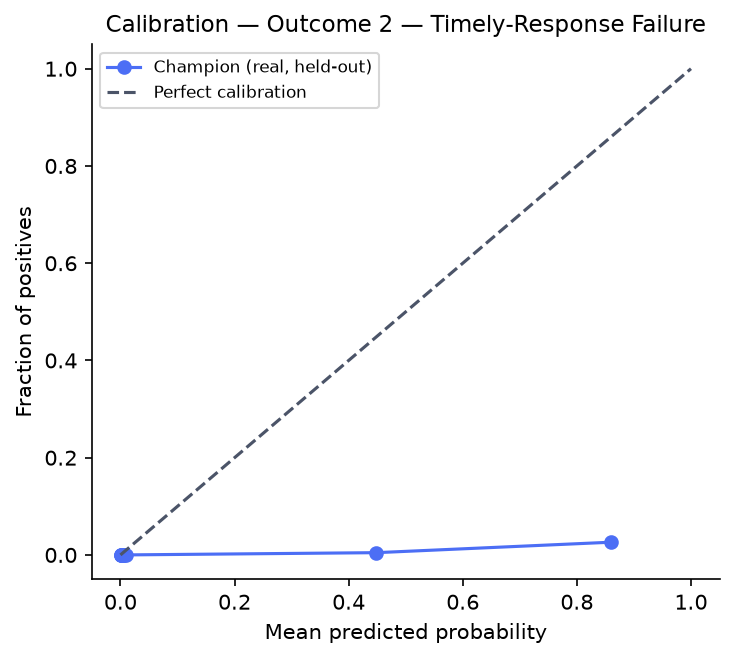 Calibration — Outcome 2 — Timely-Response Failure
Champion (real, held-out)
Perfect calibration
1.0
0.8
0.6
0.4
0.2
0.0
Fraction of positives
0.0 0.2 0.4 0.6 0.8 1.0
Mean predicted probability